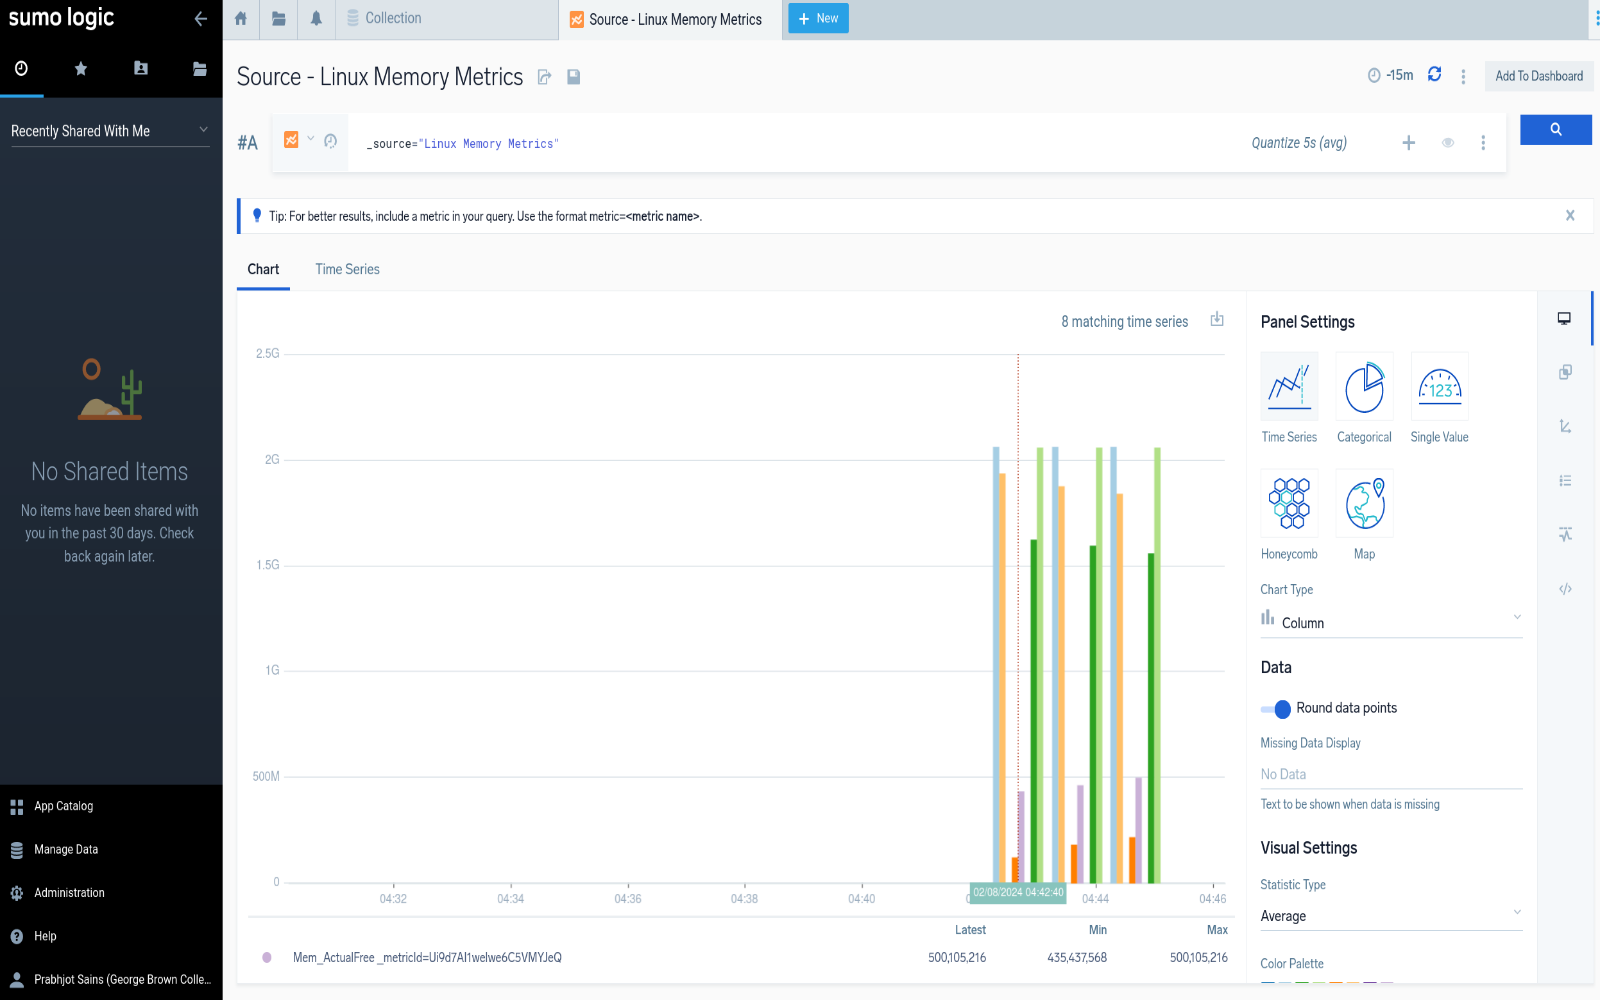 sumo logic
Collection
Source - Linux Memory Metrics
+ New
Recently Shared With Me
Source - Linux Memory Metrics
-15m
Add To Dashboard
#A
_source="Linux Memory Metrics"
Quantize 5s (avg)
Tip: For better results, include a metric in your query. Use the format metric=<metric name>.
X
Chart
Time Series
8 matching time series
2.5G
2G
1.5G
1G
500M
0
04:32
04:34
04:36
04:38
04:40
02/08/2024 04:42:40
04:44
04:46
Latest
Min
Max
Mem_ActualFree _metricId=Ui9d7AI1welwe6C5VMYJeQ
500,105,216
435,437,568
500,105,216
Panel Settings
Time Series
Categorical
123
Single Value
Honeycomb
Map
Chart Type
Column
Data
Round data points
Missing Data Display
No Data
Text to be shown when data is missing
Visual Settings
Statistic Type
Average
Color Palette
No Shared Items
No items have been shared with
you in the past 30 days. Check
back again later.
App Catalog
Manage Data
Administration
Help
Prabhjot Sains (George Brown Colle...